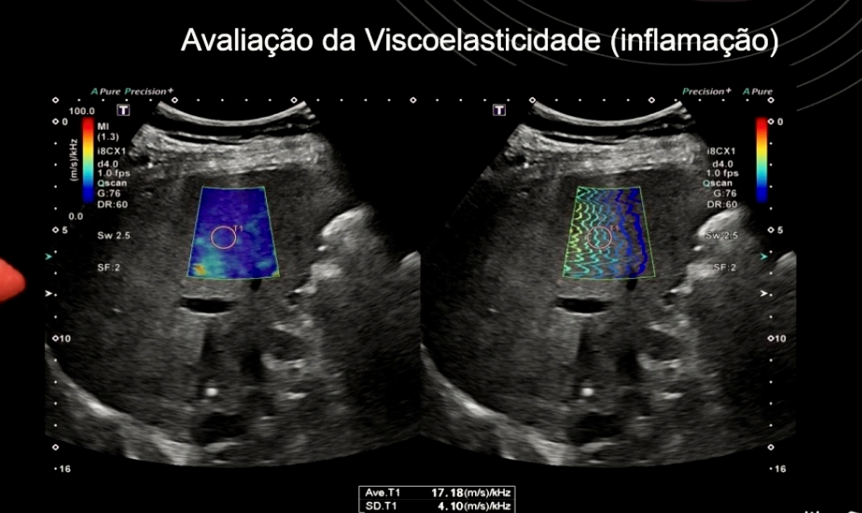 Avaliação da Viscoelasticidade (inflamação)
A Pure Precision+
Precision+ A Pure
100.0
T
0
MI
(1.3)
(m/s)/kHz
i8CX1
d4.0
1.0 fps
Qscan
G:76
DR:60
0.0
5
Sw 2.5
SF:2
10
16
T1
T
i8CX1
d4.0
1.0 fps
Qscan
G:76
DR:60
0
5
Sw 2.5
SF:2
10
16
Ave.T1 17.18(m/s)/kHz
SD.T1 4.10(m/s)/kHz